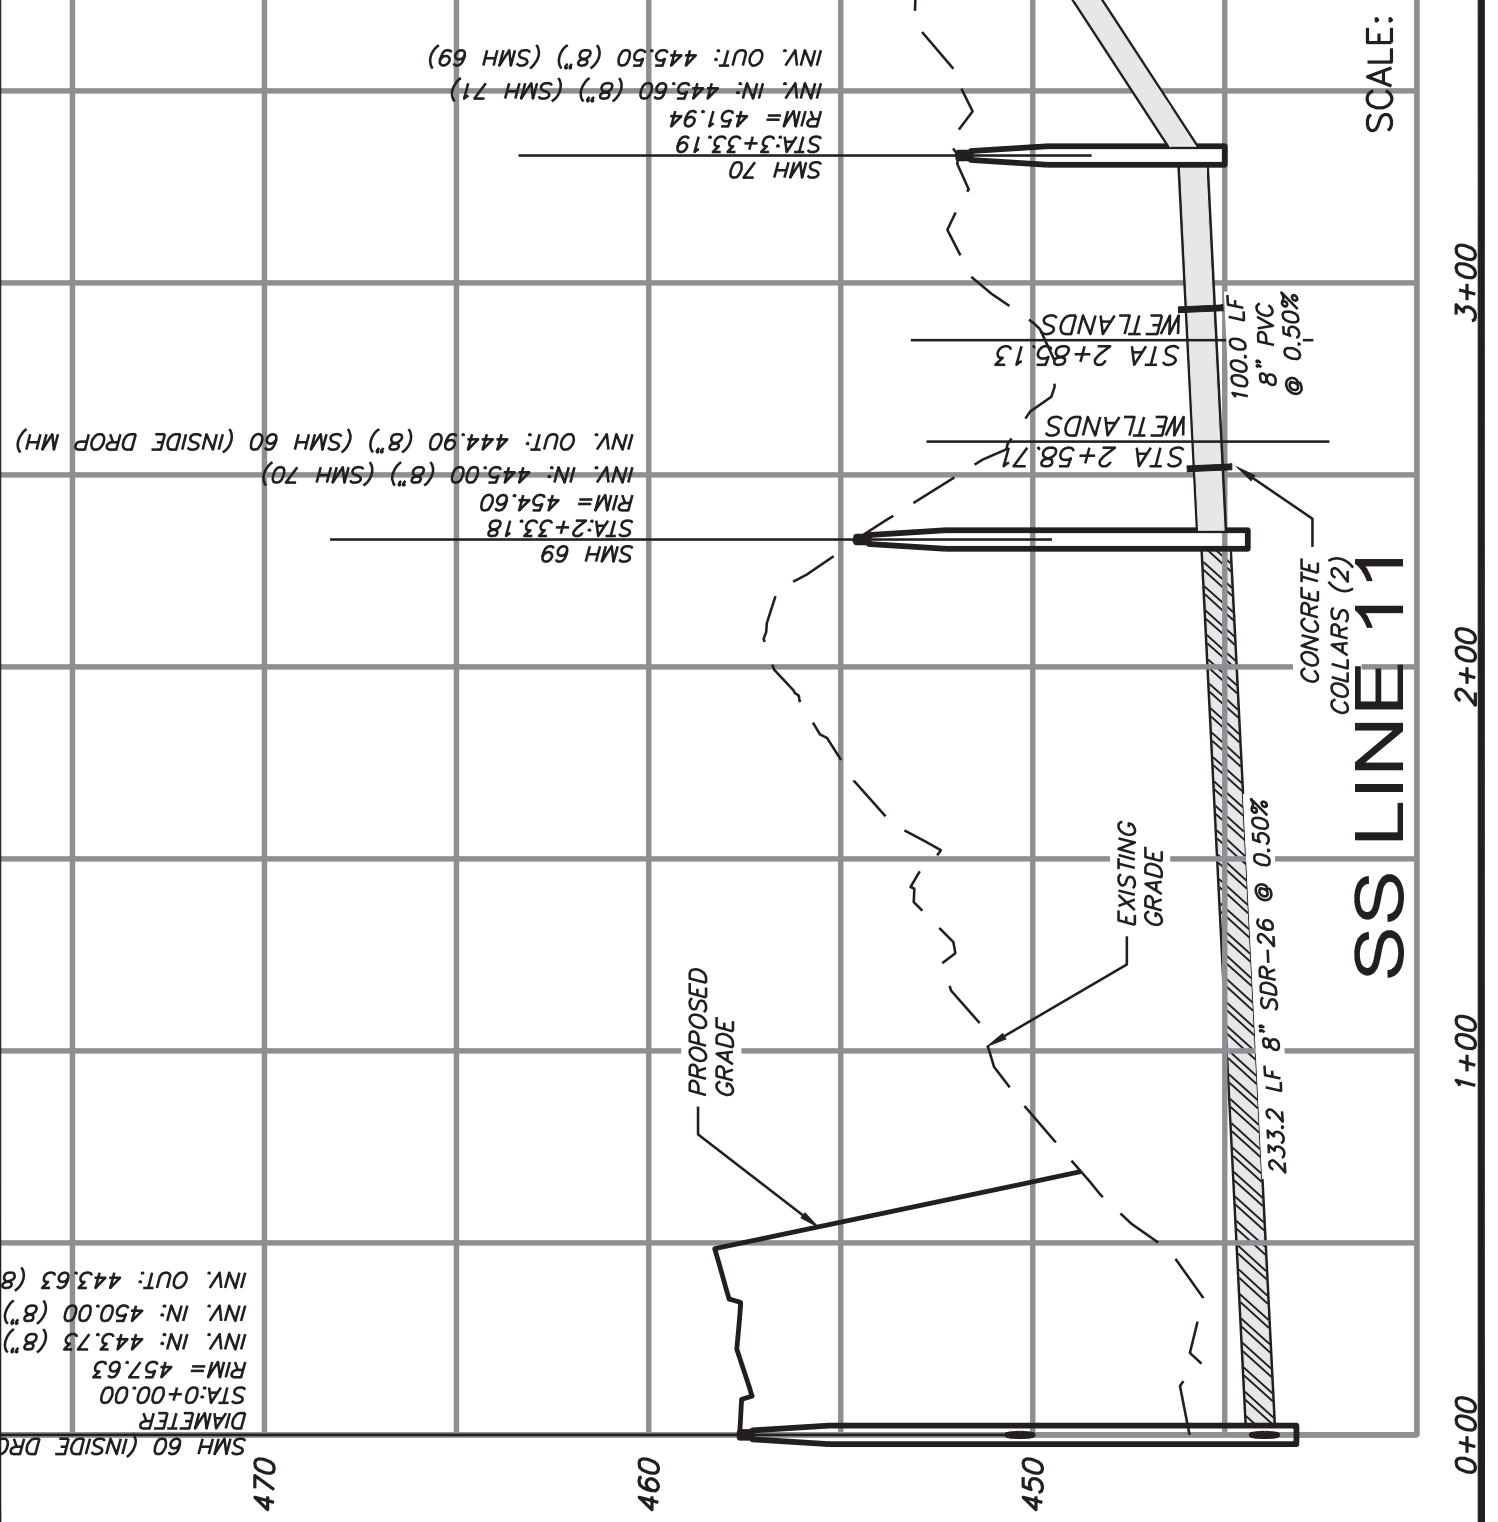 SMH 60 (INSIDE DRO
DIAMETER
STA:0+00.00
RIM= 457.63
INV. IN: 443.73 (8")
INV. IN: 450.00 (8")
INV. OUT: 443.63 (8
SMH 69
STA:2+33.18
RIM= 454.60
INV. IN: 445.00 (8") (SMH 70)
INV. OUT: 444.90 (8") (SMH 60 (INSIDE DROP MH)
SMH 70
STA:3+33.19
RIM= 451.94
INV. IN: 445.60 (8") (SMH 71)
INV. OUT: 445.50 (8") (SMH 69)
PROPOSED
GRADE
EXISTING
GRADE
STA 2+58.71
WETLANDS
STA 2+85.13
WETLANDS
233.2 LF 8" SDR-26 @ 0.50%
100.0 LF
8" PVC
@ 0.50%
CONCRETE
COLLARS (2)
470
460
450
0+00
1+00
2+00
3+00
SS LINE 11
SCALE: